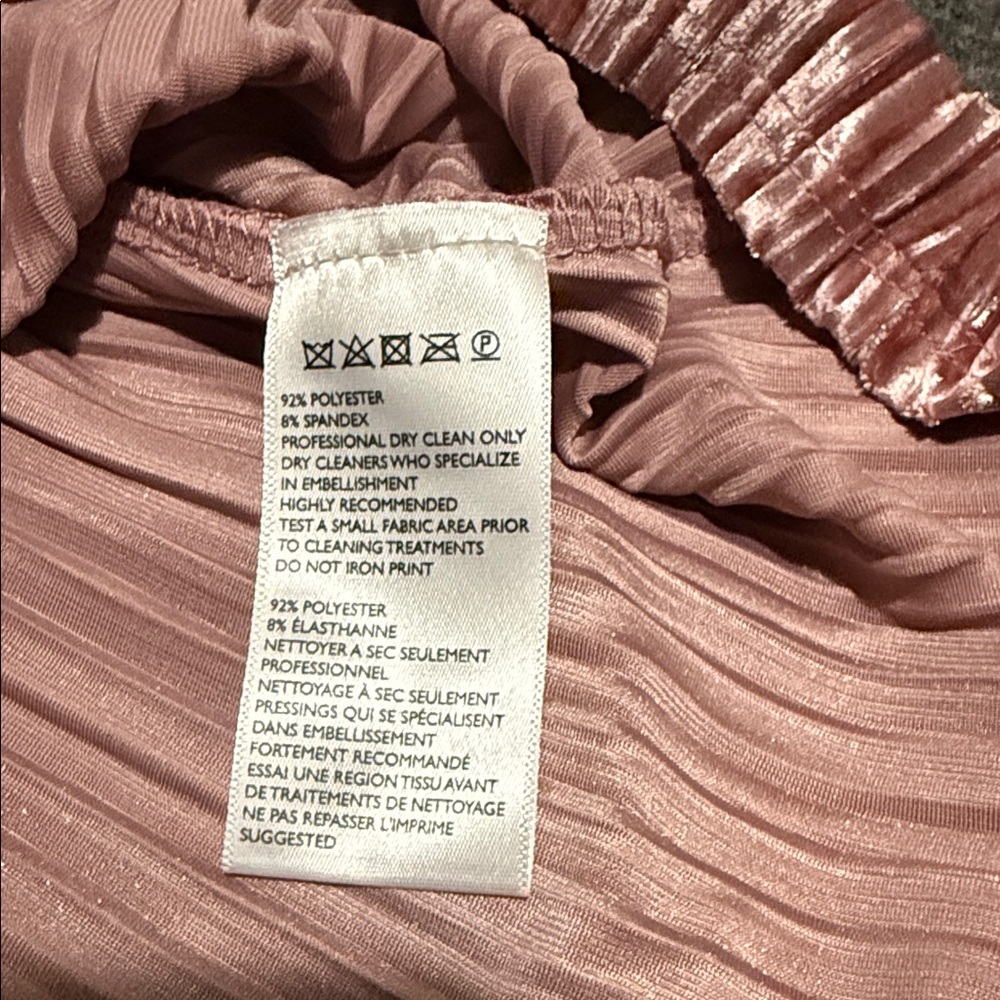 P
92% POLYESTER
8% SPANDEX
PROFESSIONAL DRY CLEAN ONLY
DRY CLEANERS WHO SPECIALIZE
IN EMBELLISHMENT
HIGHLY RECOMMENDED
TEST A SMALL FABRIC AREA PRIOR
TO CLEANING TREATMENTS
DO NOT IRON PRINT
92% POLYESTER
8% ÉLASTHANNE
NETTOYER A SEC SEULEMENT
PROFESSIONNEL
NETTOYAGE À SEC SEULEMENT
PRESSINGS QUI SE SPÉCIALISENT
DANS EMBELLISSEMENT
FORTEMENT RECOMMANDÉ
ESSAI UNE REGION TISSU AVANT
DE TRAITEMENTS DE NETTOYAGE
NE PAS RÉPASSER L'IMPRIME
SUGGESTED